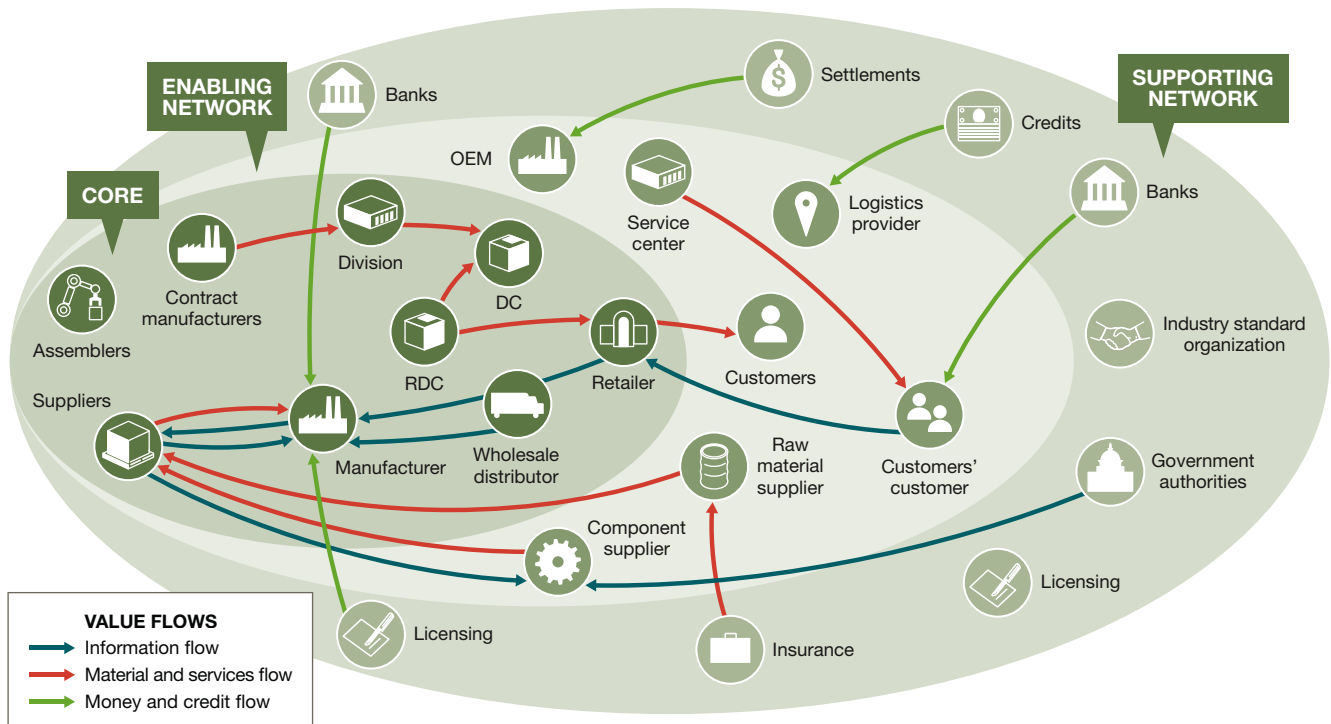 ENABLING
NETWORK
Banks
Settlements
SUPPORTING
NETWORK
Credits
OEM
CORE
Banks
Service
center
Logistics
provider
Division
Contract
manufacturers
DC
Assemblers
RDC
Retailer
Customers
Industry standard
organization
Suppliers
Manufacturer
Wholesale
distributor
Raw
material
supplier
Customers’
customer
Government
authorities
Component
supplier
Licensing
Licensing
Insurance
VALUE FLOWS
Information flow
Material and services flow
Money and credit flow
$